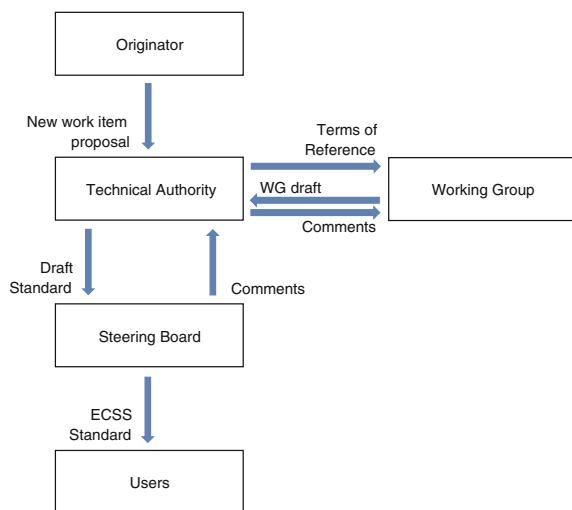 Originator
New work item
proposal
Terms of
Reference
Technical Authority
WG draft
Working Group
Comments
Draft
Standard
Comments
Steering Board
ECSS
Standard
Users